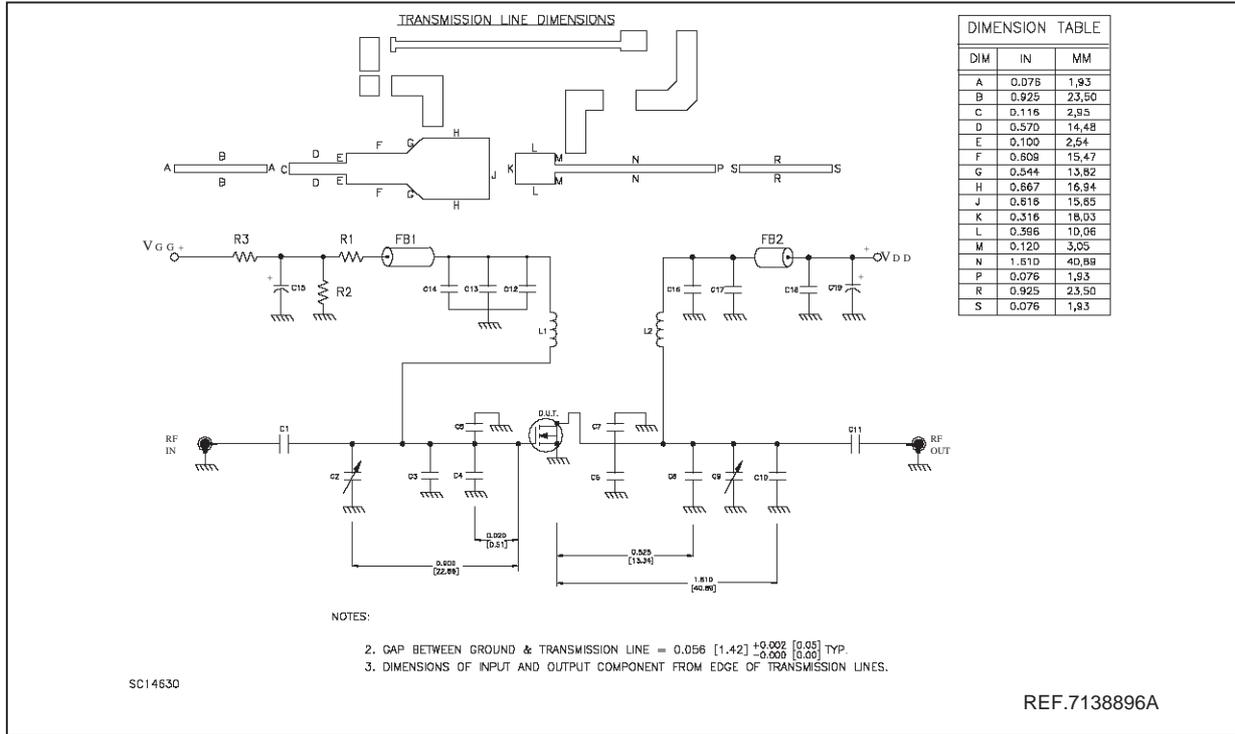 TRANSMISSION LINE DIMENSIONS
DIMENSION TABLE
DIM IN MM
A 0.076 1,93
B 0.925 23,50
C 0.116 2,95
D 0.570 14,48
E 0.100 2,54
F 0.609 15,47
G 0.544 13,82
H 0.667 16,94
J 0.616 15,65
K 0.316 18,03
L 0.396 10,06
M 0.120 3,05
N 1.610 40,89
P 0.076 1,93
R 0.925 23,50
S 0.076 1,93
H
G
F
E
D
B
A A C
B
D
E
F
G
H
J
L
M
N
K
P S
R
S
L
M
N
R
VGG+
R3
R1
FB1
FB2
+
VDD
+
C15
R2
C14
C13
C12
C16
C17
C18
+
C19
L1
L2
RF
IN
C1
C2
C3
C4
C5
D.U.T.
C7
C6
C8
C9
C10
C11
RF
OUT
0.020
[0.51]
0.900
[22.86]
0.525
[13.34]
1.610
[40.89]
NOTES:
2. GAP BETWEEN GROUND & TRANSMISSION LINE = 0.056 [1.42] +0.002 [0.05] -0.000 [0.00] TYP.
3. DIMENSIONS OF INPUT AND OUTPUT COMPONENT FROM EDGE OF TRANSMISSION LINES.
SC14630
REF.7138896A